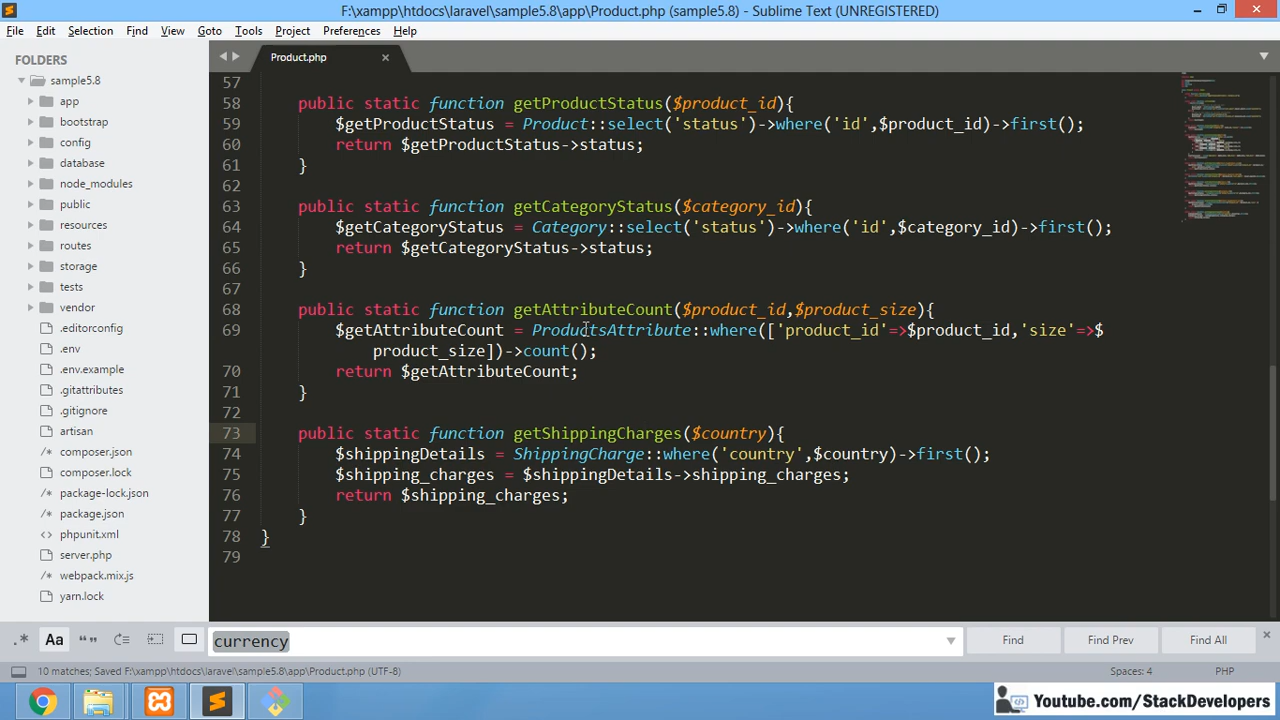 F:\xampp\htdocs\laravel\sample5.8\app\Product.php (sample5.8) - Sublime Text (UNREGISTERED)
File Edit Selection Find View Goto Tools Project Preferences Help
FOLDERS
sample5.8
app
bootstrap
config
database
node_modules
public
resources
routes
storage
tests
vendor
.editorconfig
.env
.env.example
.gitattributes
.gitignore
artisan
composer.json
composer.lock
package-lock.json
package.json
phpunit.xml
server.php
webpack.mix.js
yarn.lock
Product.php
57
58 public static function getProductStatus($product_id){
59 $getProductStatus = Product::select('status')->where('id',$product_id)->first();
60 return $getProductStatus->status;
61 }
62
63 public static function getCategoryStatus($category_id){
64 $getCategoryStatus = Category::select('status')->where('id',$category_id)->first();
65 return $getCategoryStatus->status;
66 }
67
68 public static function getAttributeCount($product_id,$product_size){
69 $getAttributeCount = ProductsAttribute::where(['product_id'=>$product_id,'size'=>$
product_size])->count();
70 return $getAttributeCount;
71 }
72
73 public static function getShippingCharges($country){
74 $shippingDetails = ShippingCharge::where('country',$country)->first();
75 $shipping_charges = $shippingDetails->shipping_charges;
76 return $shipping_charges;
77 }
78 }
79
.* Aa “” currency Find Find Prev Find All
10 matches; Saved F:\xampp\htdocs\laravel\sample5.8\app\Product.php (UTF-8) Spaces: 4 PHP
Youtube.com/StackDevelopers